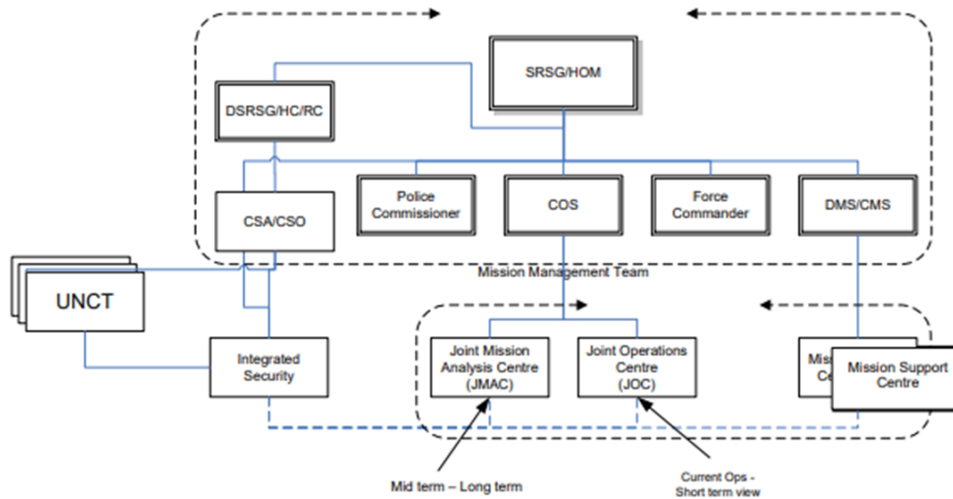 SRSG/HOM
DSRSG/HC/RC
Police
Commissioner
COS
Force
Commander
DMS/CMS
CSA/CSO
Mission Management Team
UNCT
Integrated
Security
Joint Mission
Analysis Centre
(JMAC)
Joint Operations
Centre
(JOC)
Mission Support
Centre
Mid term – Long term
Current Ops -
Short term view